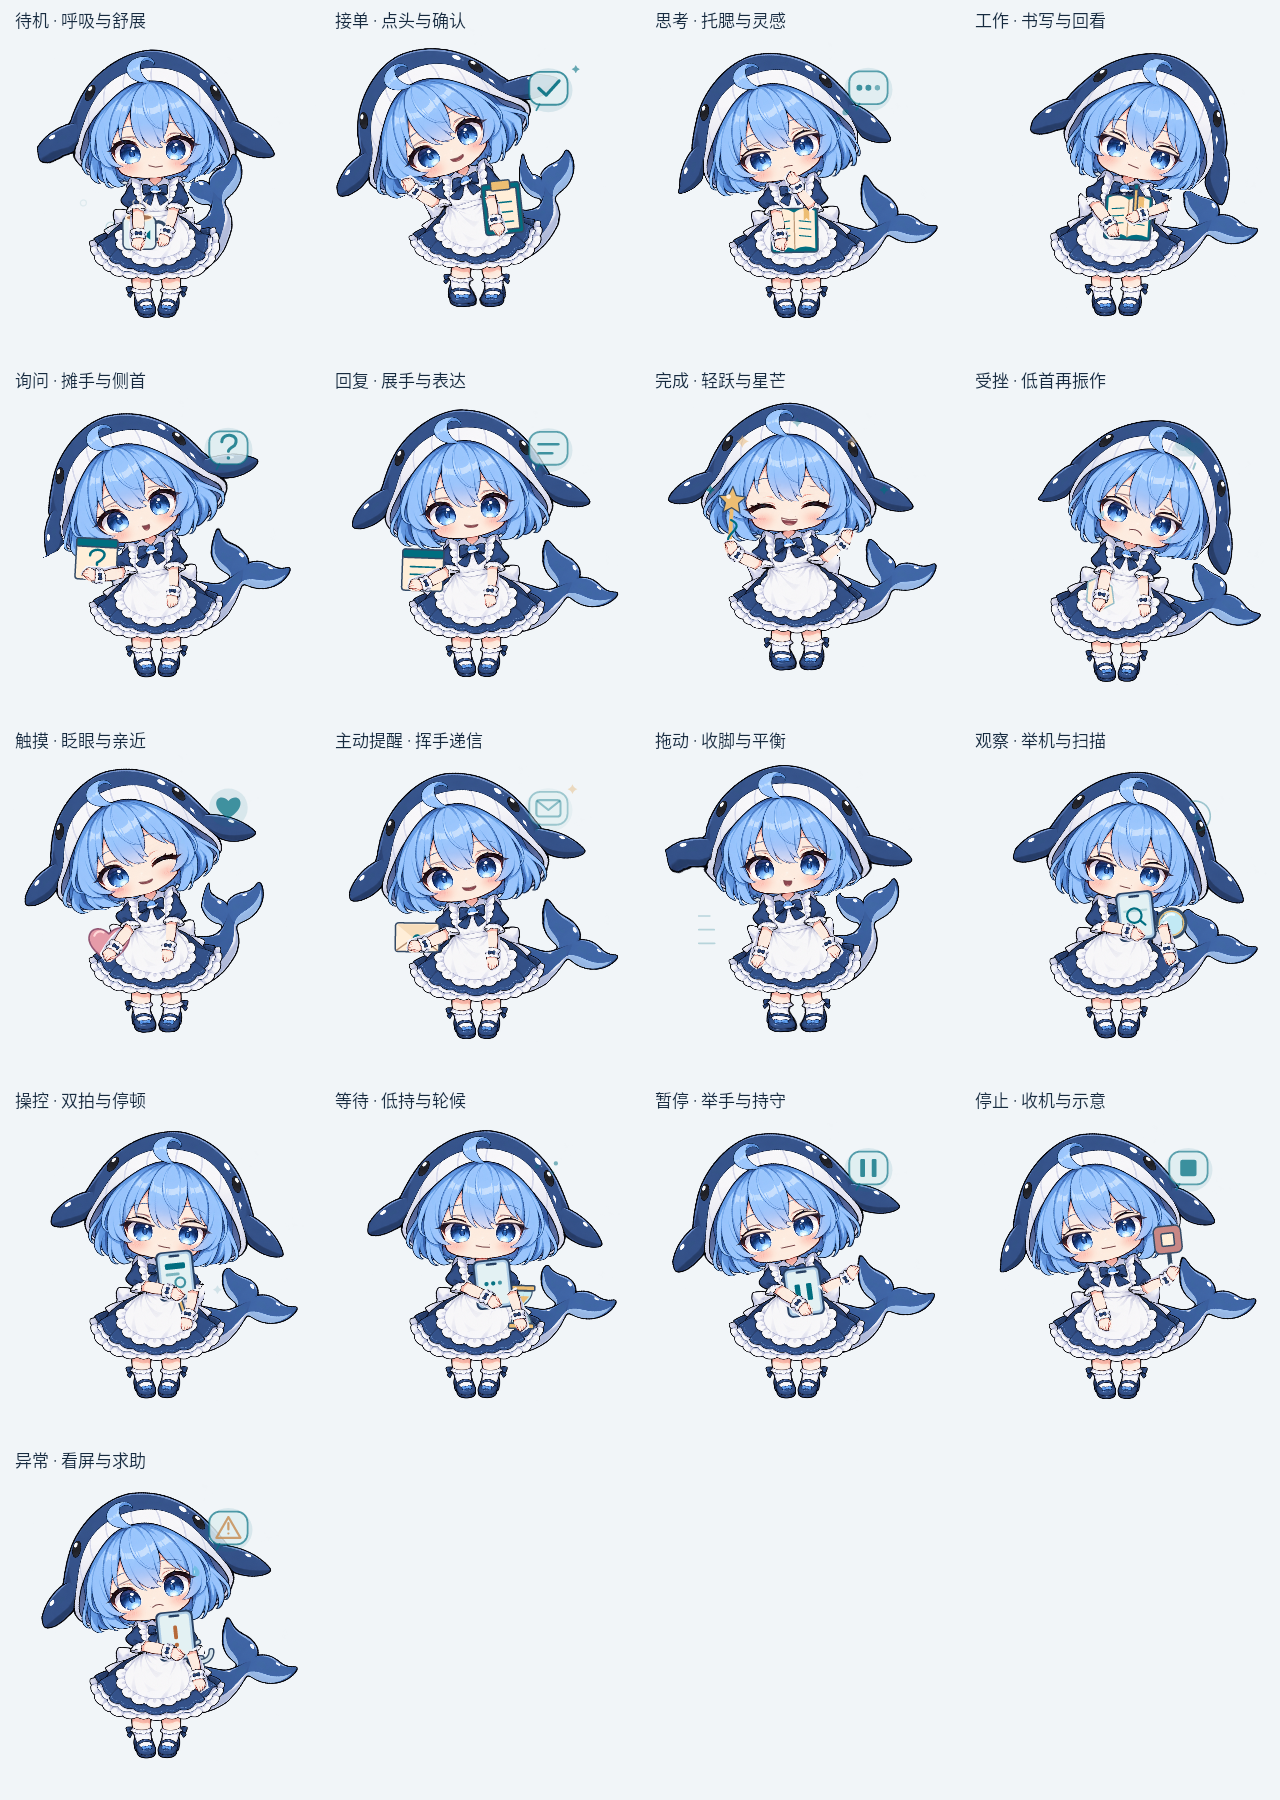 待机 · 呼吸与舒展
接单 · 点头与确认
思考 · 托腮与灵感
工作 · 书写与回看
询问 · 摊手与侧首
回复 · 展手与表达
完成 · 轻跃与星芒
受挫 · 低首再振作
?
?
触摸 · 眨眼与亲近
主动提醒 · 挥手递信
拖动 · 收脚与平衡
观察 · 举机与扫描
操控 · 双拍与停顿
等待 · 低持与轮候
暂停 · 举手与持守
停止 · 收机与示意
异常 · 看屏与求助
!
!